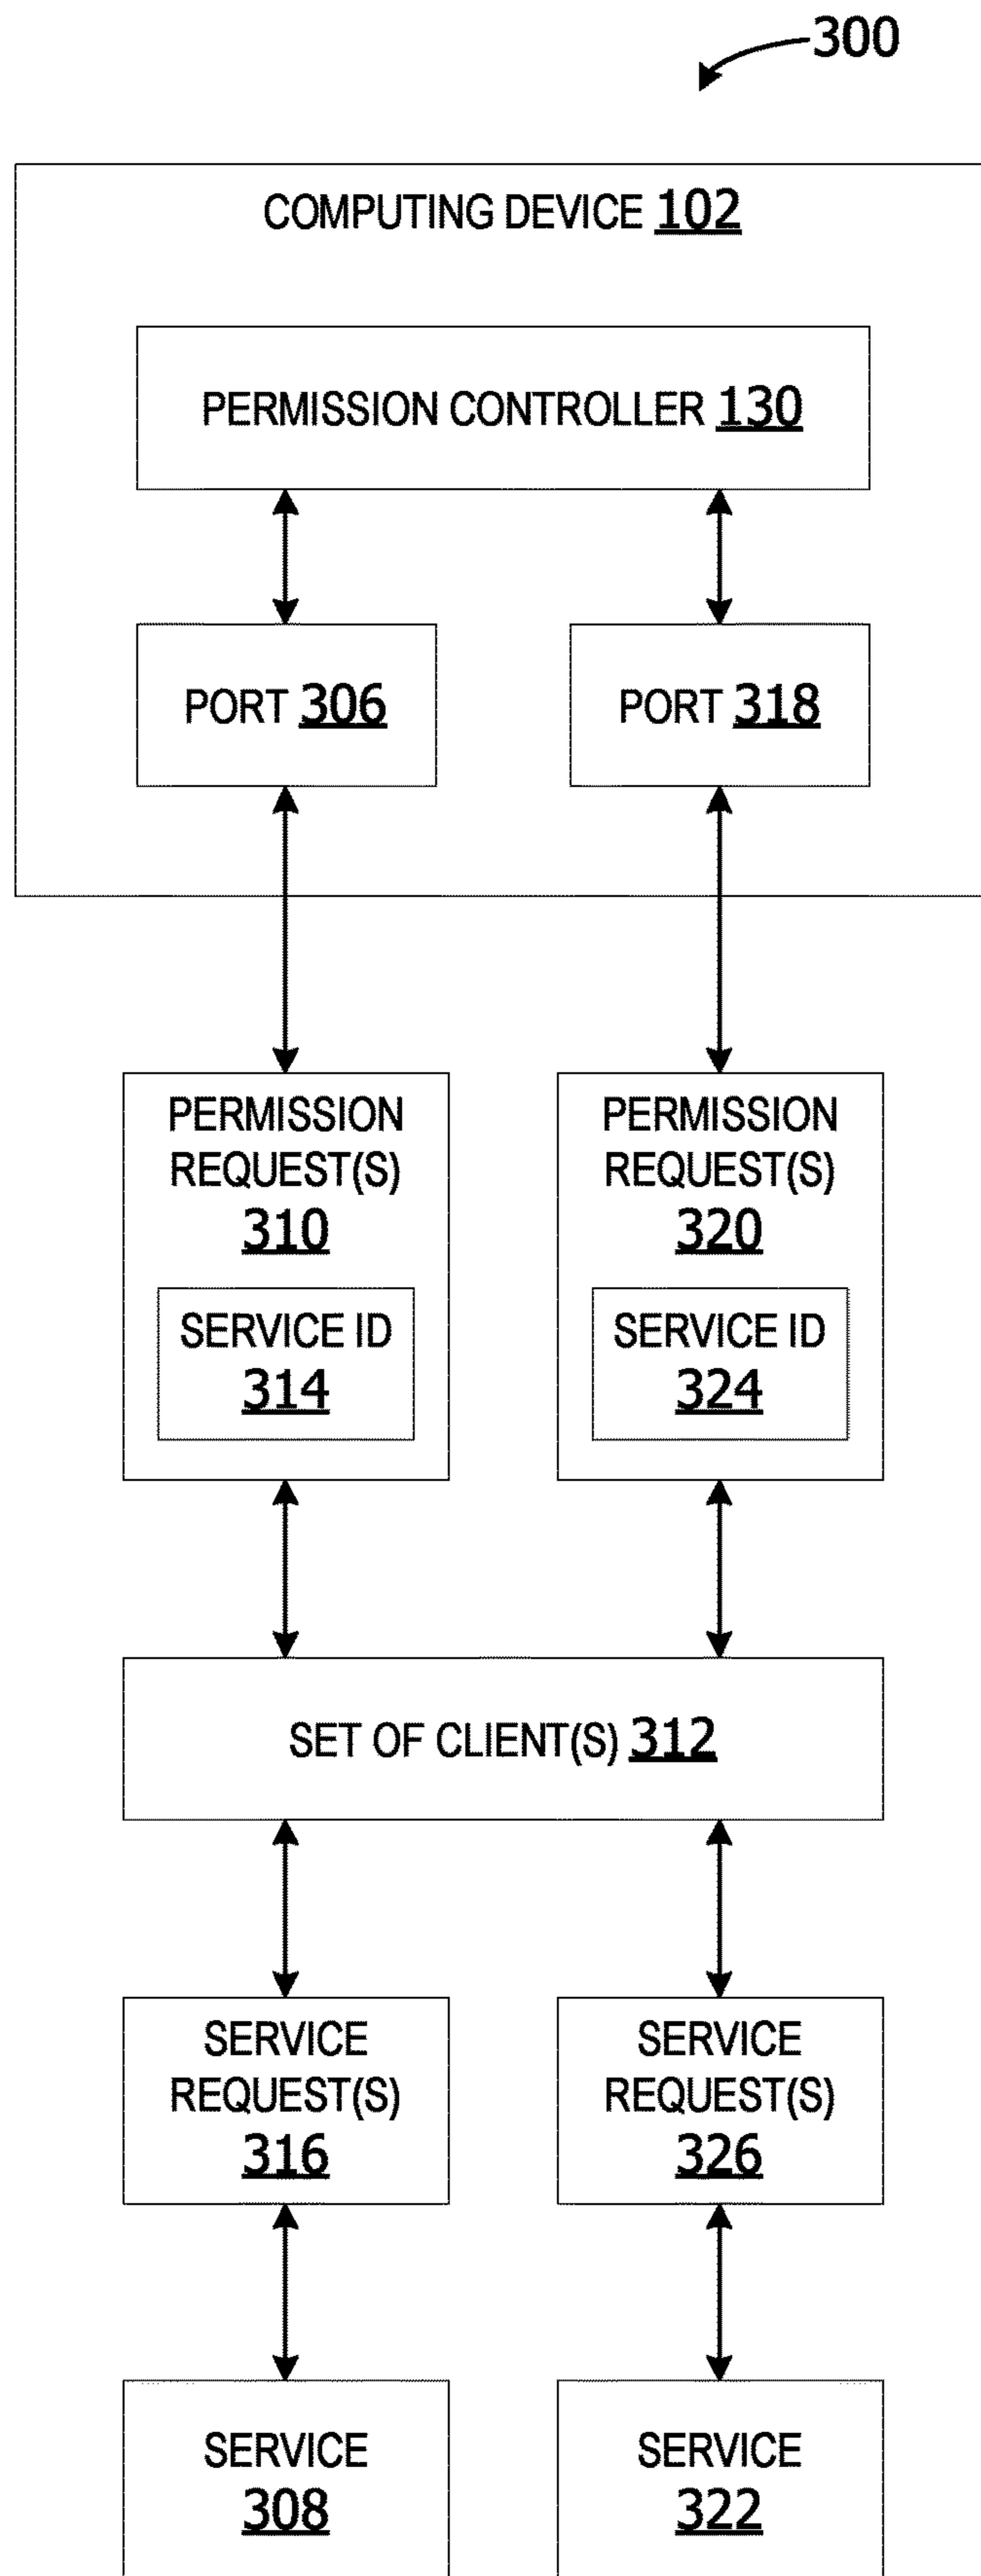 300
COMPUTING DEVICE 102
PERMISSION CONTROLLER 130
PORT 306
PORT 318
PERMISSION
REQUEST(S)
310
SERVICE ID
314
PERMISSION
REQUEST(S)
320
SERVICE ID
324
SET OF CLIENT(S) 312
SERVICE
REQUEST(S)
316
SERVICE
REQUEST(S)
326
SERVICE
308
SERVICE
322